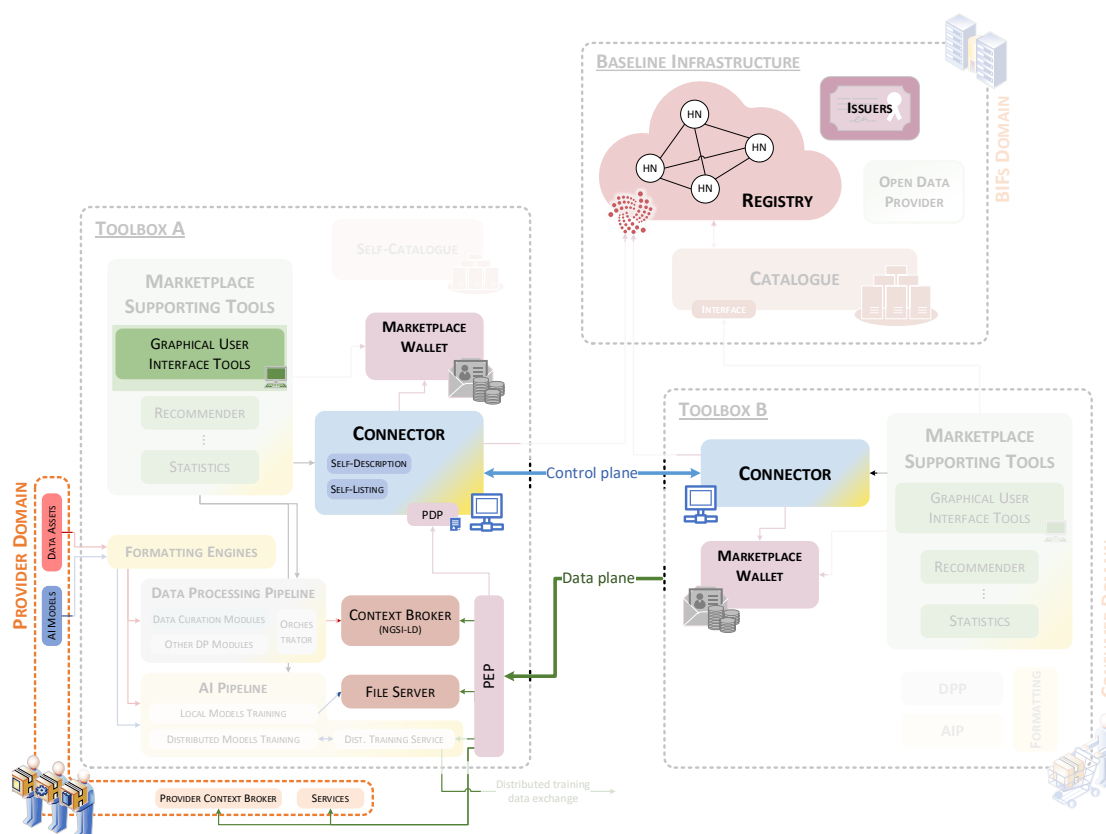 BASELINE INFRASTRUCTURE
ISSUERS
HN
HN
HN
HN
REGISTRY
OPEN DATA
PROVIDER
BIFS DOMAIN
CATALOGUE
INTERFACE
TOOLBOX A
SELF-CATALOGUE
MARKETPLACE
SUPPORTING TOOLS
GRAPHICAL USER
INTERFACE TOOLS
RECOMMENDER
⋮
STATISTICS
MARKETPLACE
WALLET
CONNECTOR
SELF-DESCRIPTION
SELF-LISTING
PDP
Control plane
Data plane
PROVIDER DOMAIN
DATA ASSETS
AI MODELS
FORMATTING ENGINES
DATA PROCESSING PIPELINE
DATA CURATION MODULES
OTHER DP MODULES
ORCHES
TRATOR
CONTEXT BROKER
(NGSI-LD)
AI PIPELINE
LOCAL MODELS TRAINING
DISTRIBUTED MODELS TRAINING
DIST. TRAINING SERVICE
FILE SERVER
PEP
PROVIDER CONTEXT BROKER
SERVICES
Distributed training
data exchange
TOOLBOX B
CONNECTOR
MARKETPLACE
WALLET
MARKETPLACE
SUPPORTING TOOLS
GRAPHICAL USER
INTERFACE TOOLS
RECOMMENDER
⋮
STATISTICS
DPP
AIP
FORMATTING